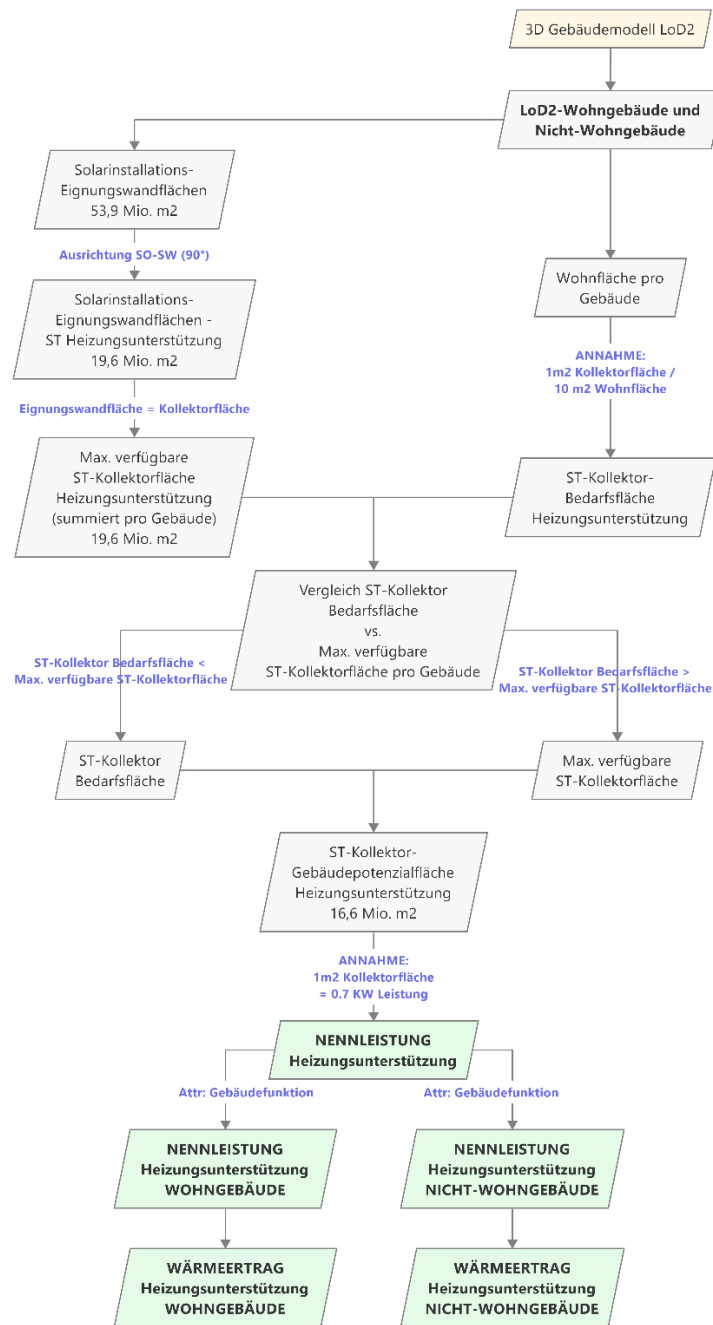 3D Gebäudemodell LoD2
LoD2-Wohngebäude und
Nicht-Wohngebäude
Solarinstallations-
Eignungswandflächen
53,9 Mio. m2
Ausrichtung SO-SW (90°)
Solarinstallations-
Eignungswandflächen -
ST Heizungsunterstützung
19,6 Mio. m2
Wohnfläche pro
Gebäude
ANNAHME:
1m2 Kollektorfläche /
10 m2 Wohnfläche
Eignungswandfläche = Kollektorfläche
Max. verfügbare
ST-Kollektorfläche
Heizungsunterstützung
(summiert pro Gebäude)
19,6 Mio. m2
ST-Kollektor-
Bedarfsfläche
Heizungsunterstützung
Vergleich ST-Kollektor
Bedarfsfläche
vs.
Max. verfügbare
ST-Kollektorfläche pro Gebäude
ST-Kollektor Bedarfsfläche <
Max. verfügbare ST-Kollektorfläche
ST-Kollektor Bedarfsfläche >
Max. verfügbare ST-Kollektorfläche
ST-Kollektor
Bedarfsfläche
Max. verfügbare
ST-Kollektorfläche
ST-Kollektor-
Gebäudepotenzialfläche
Heizungsunterstützung
16,6 Mio. m2
ANNAHME:
1m2 Kollektorfläche
= 0.7 KW Leistung
NENNLEISTUNG
Heizungsunterstützung
Attr: Gebäudefunktion
Attr: Gebäudefunktion
NENNLEISTUNG
Heizungsunterstützung
WOHNGEBÄUDE
NENNLEISTUNG
Heizungsunterstützung
NICHT-WOHNGEBÄUDE
WÄRMEERTRAG
Heizungsunterstützung
WOHNGEBÄUDE
WÄRMEERTRAG
Heizungsunterstützung
NICHT-WOHNGEBÄUDE